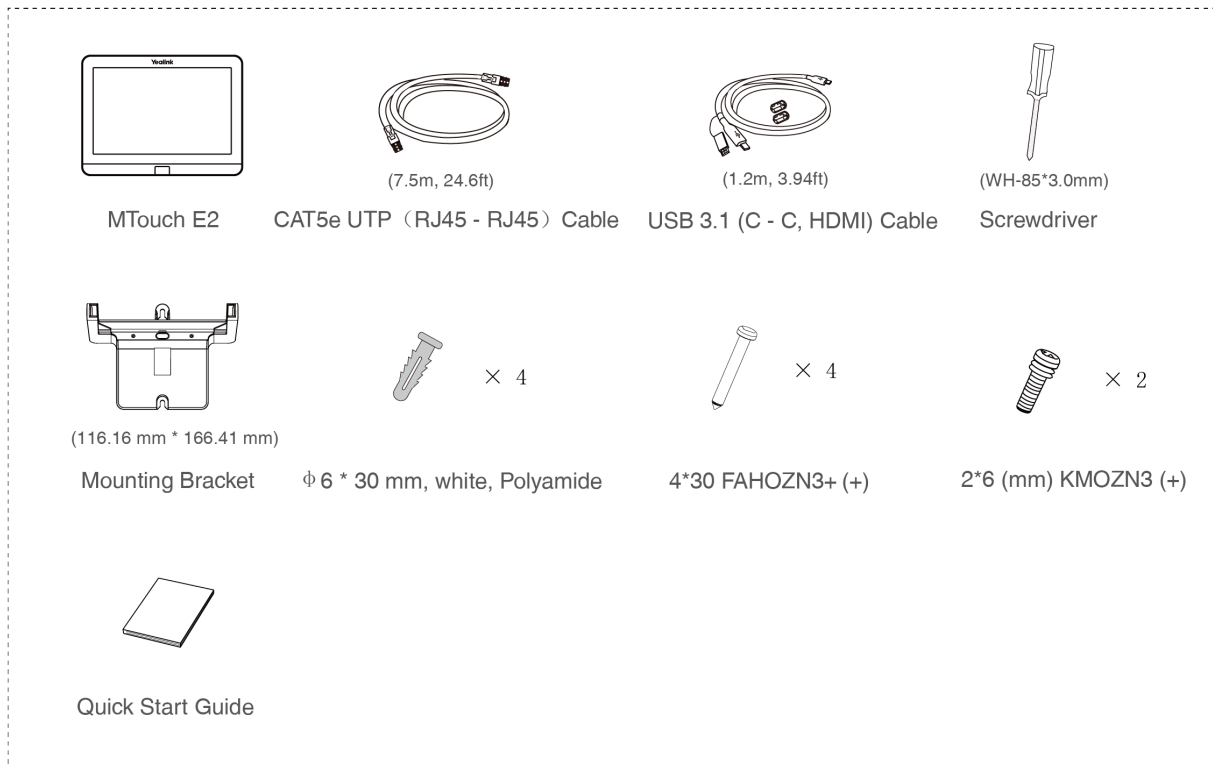 Yealink
(7.5m, 24.6ft)
(1.2m, 3.94ft)
(WH-85*3.0mm)
MTouch E2
CAT5e UTP（RJ45 - RJ45）Cable
USB 3.1 (C - C, HDMI) Cable
Screwdriver
× 4
× 4
× 2
(116.16 mm * 166.41 mm)
Mounting Bracket
ϕ 6 * 30 mm, white, Polyamide
4*30 FAHOZN3+ (+)
2*6 (mm) KMOZN3 (+)
Quick Start Guide